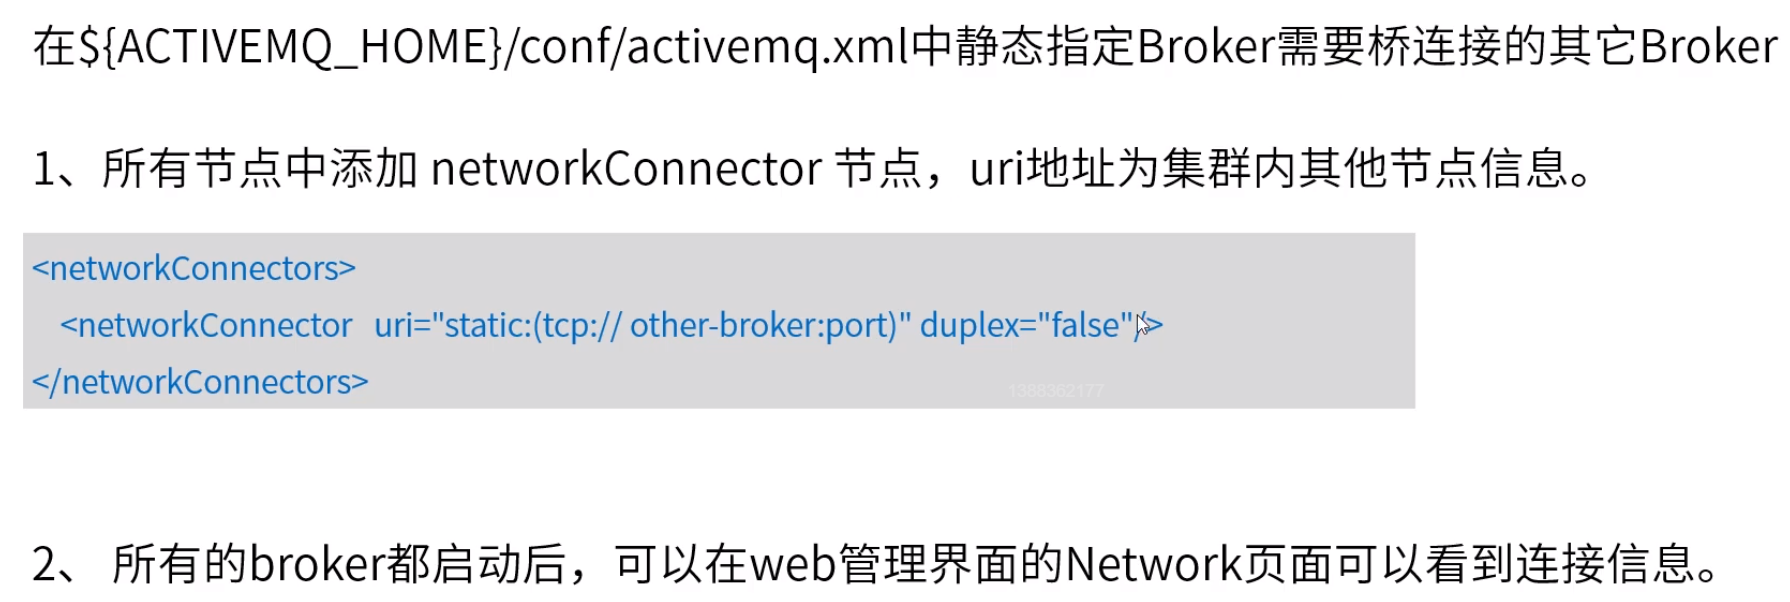 在${ACTIVEMQ_HOME}/conf/activemq.xml中静态指定Broker需要桥连接的其它Broker
1、所有节点中添加 networkConnector 节点，uri地址为集群内其他节点信息。
<networkConnectors>
<networkConnector uri="static:(tcp:// other-broker:port)" duplex="false"/>
</networkConnectors>
1388362177
2、 所有的broker都启动后，可以在web管理界面的Network页面可以看到连接信息。